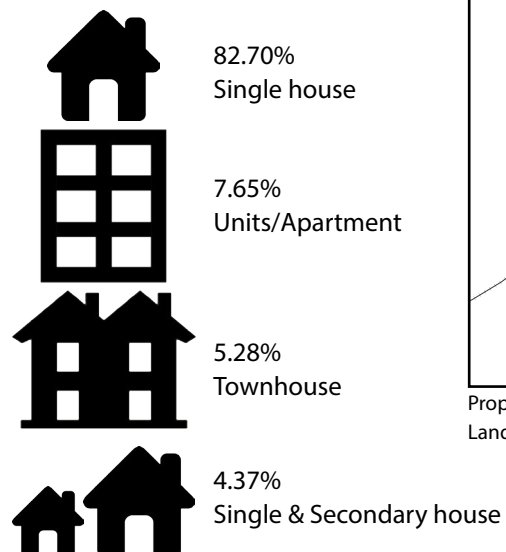 82.70%
Single house
7.65%
Units/Apartment
5.28%
Townhouse
4.37%
Single & Secondary house